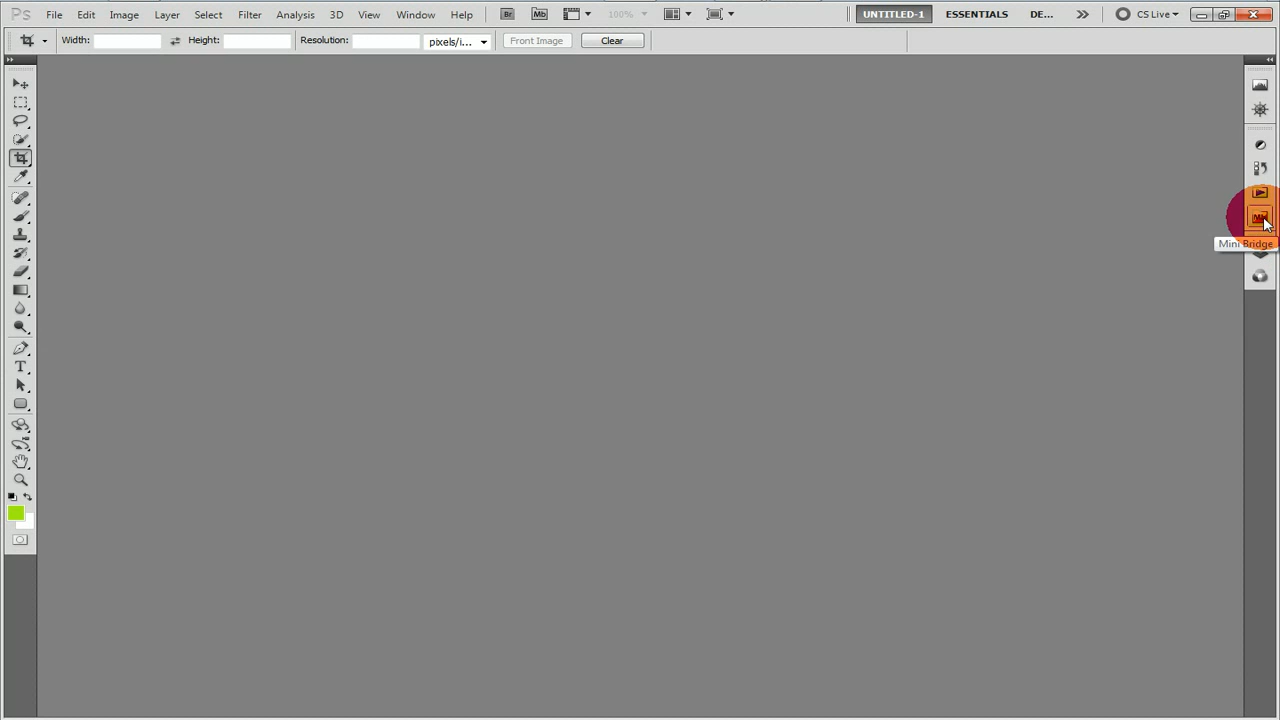 Ps File Edit Image Layer Select Filter Analysis 3D View Window Help Br Mb 100% UNTITLED-1 ESSENTIALS DE... CS Live
Width: Height: Resolution: pixels/i... Front Image Clear
Mini Bridge
T